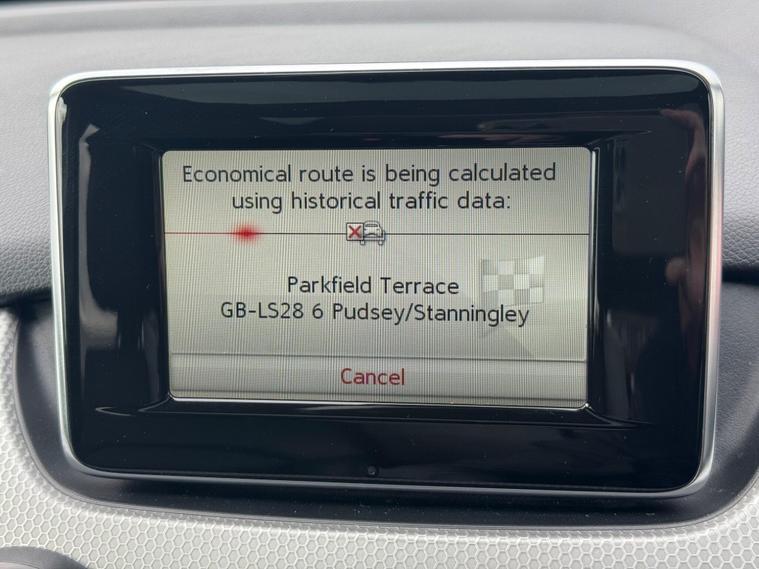 Economical route is being calculated
using historical traffic data:
Parkfield Terrace
GB-LS28 6 Pudsey/Stanningley
Cancel